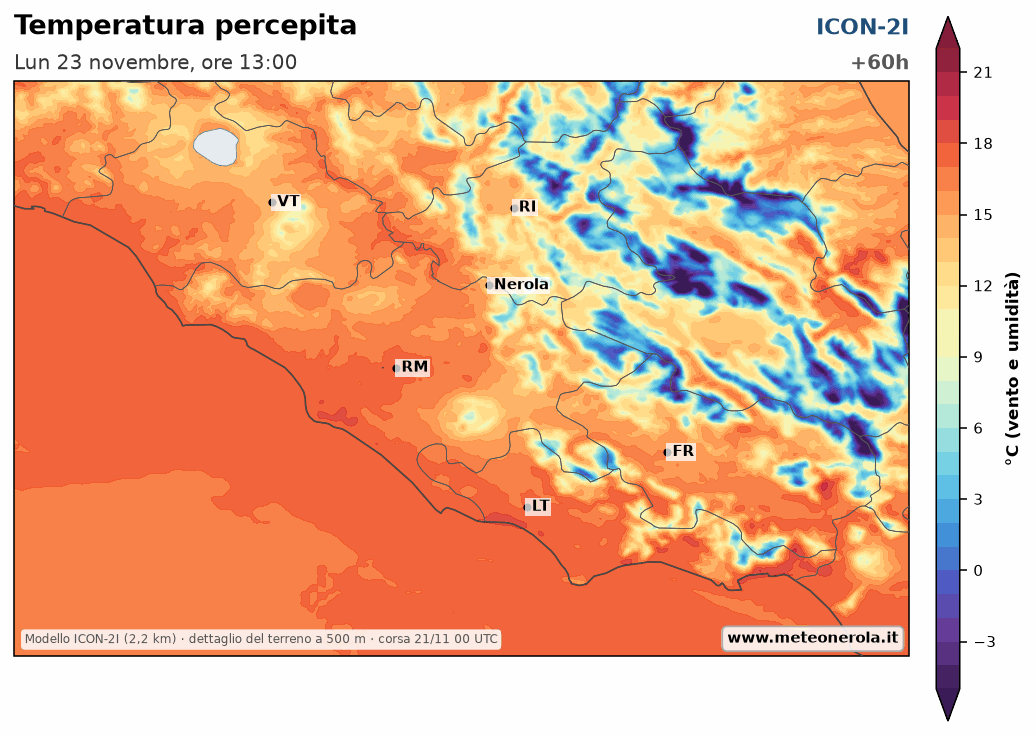 Temperatura percepita
ICON-2I
Lun 23 novembre, ore 13:00
+60h
VT
RI
Nerola
RM
FR
LT
21
18
15
12
9
6
3
0
−3
°C (vento e umidità)
Modello ICON-2I (2,2 km) · dettaglio del terreno a 500 m · corsa 21/11 00 UTC
www.meteonerola.it